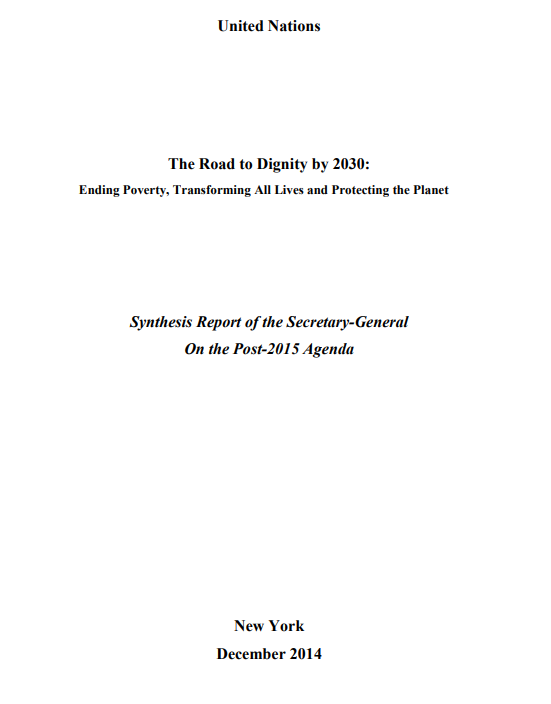 United Nations
The Road to Dignity by 2030:
Ending Poverty, Transforming All Lives and Protecting the Planet
Synthesis Report of the Secretary-General
On the Post-2015 Agenda
New York
December 2014